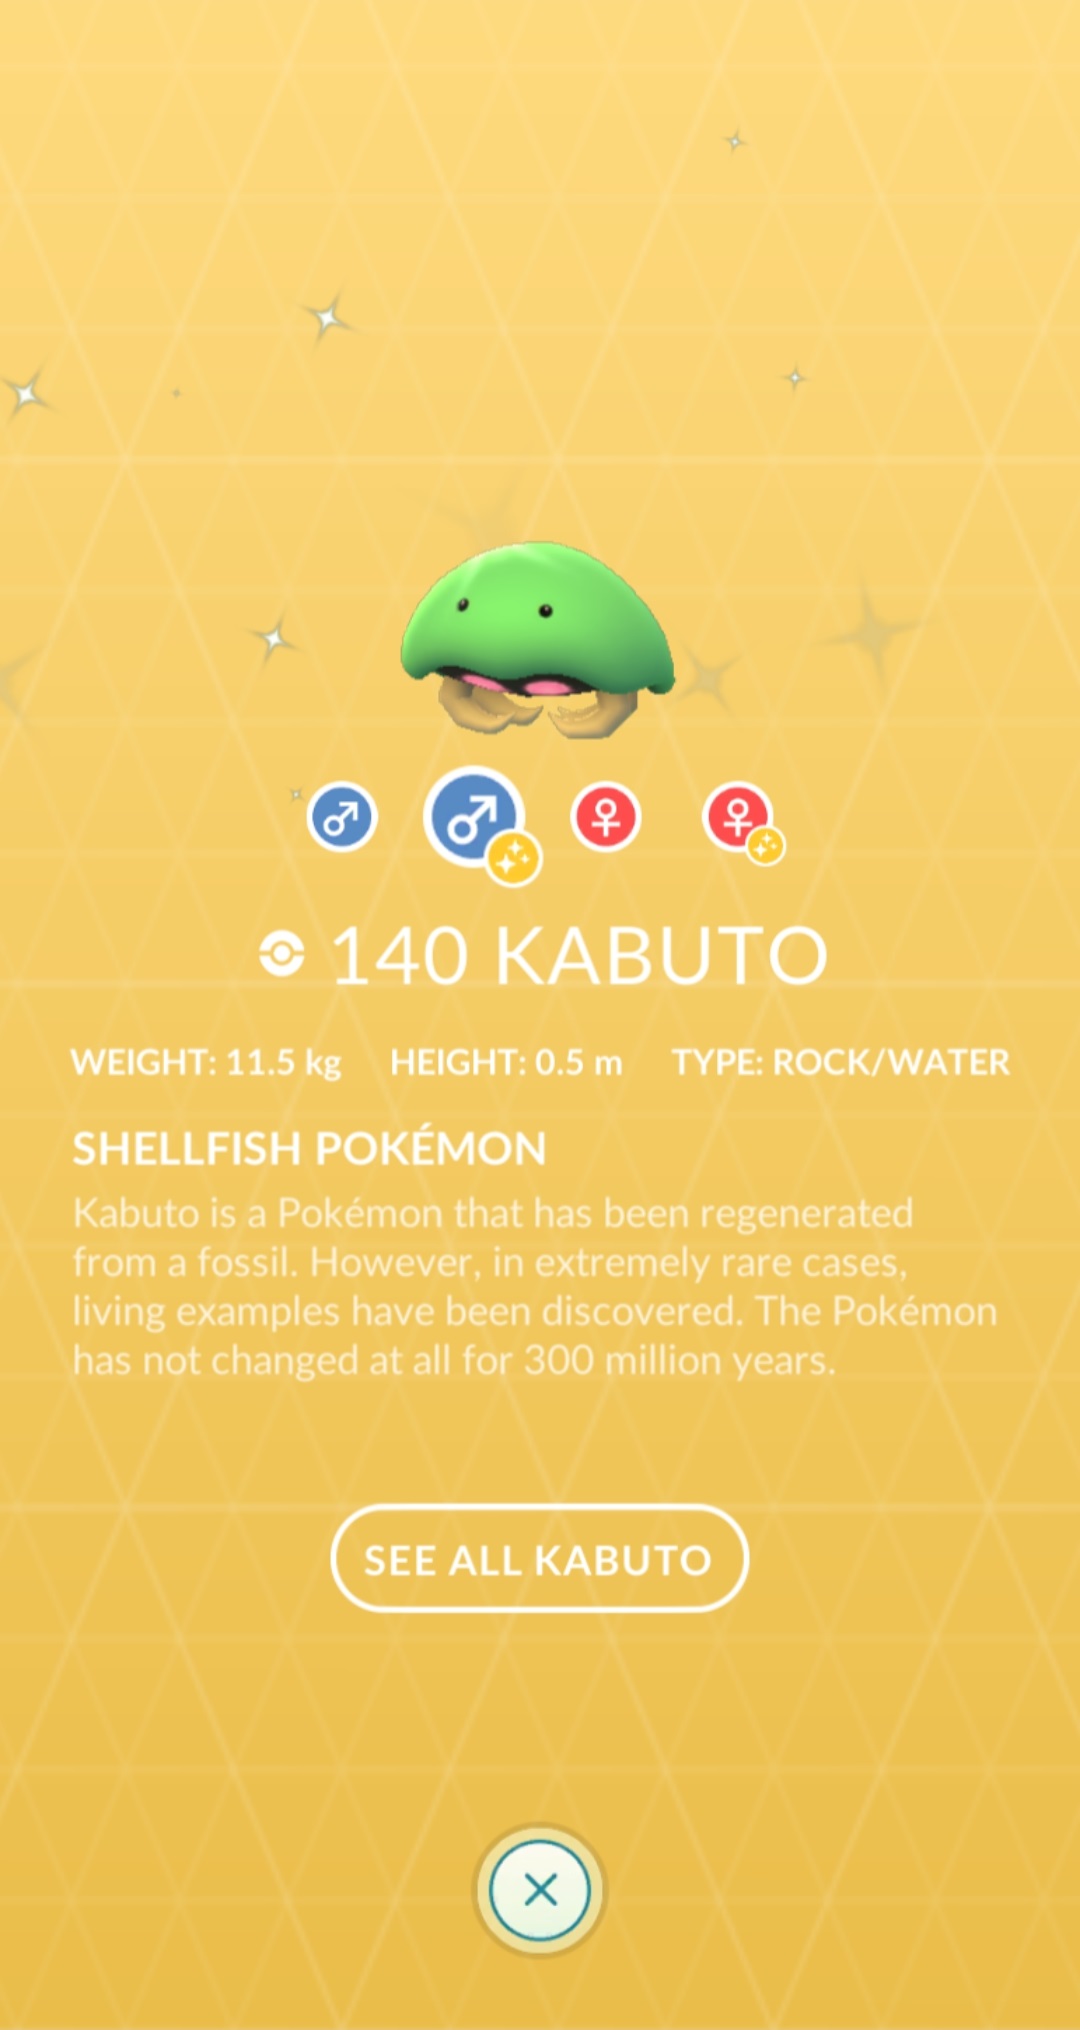 140 KABUTO
WEIGHT: 11.5 kg HEIGHT: 0.5 m TYPE: ROCK/WATER
SHELLFISH POKÉMON
Kabuto is a Pokémon that has been regenerated
from a fossil. However, in extremely rare cases,
living examples have been discovered. The Pokémon
has not changed at all for 300 million years.
SEE ALL KABUTO